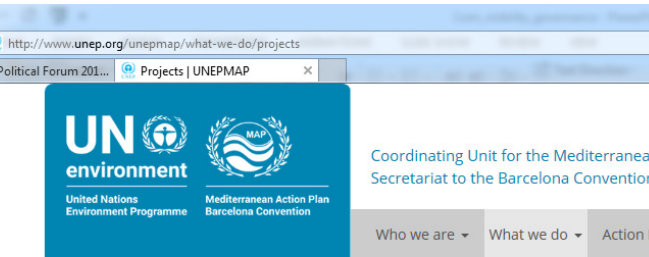 http://www.unep.org/unepmap/what-we-do/projects
Political Forum 201... Projects | UNEPMAP
UN
environment
United Nations
Environment Programme
MAP
Mediterranean Action Plan
Barcelona Convention
Coordinating Unit for the Mediterranea
Secretariat to the Barcelona Convention
Who we are What we do Action